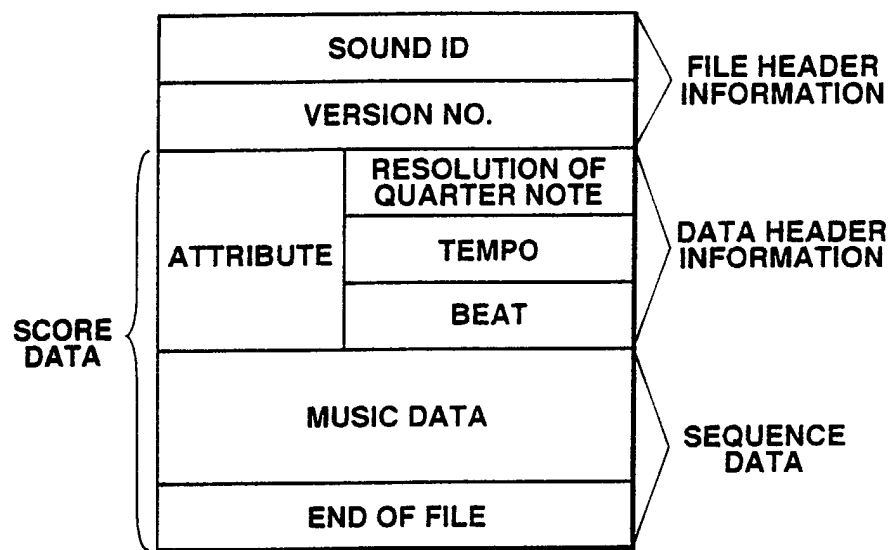 SOUND ID
VERSION NO.
FILE HEADER
INFORMATION
ATTRIBUTE
RESOLUTION OF
QUARTER NOTE
TEMPO
BEAT
DATA HEADER
INFORMATION
SCORE
DATA
MUSIC DATA
END OF FILE
SEQUENCE
DATA